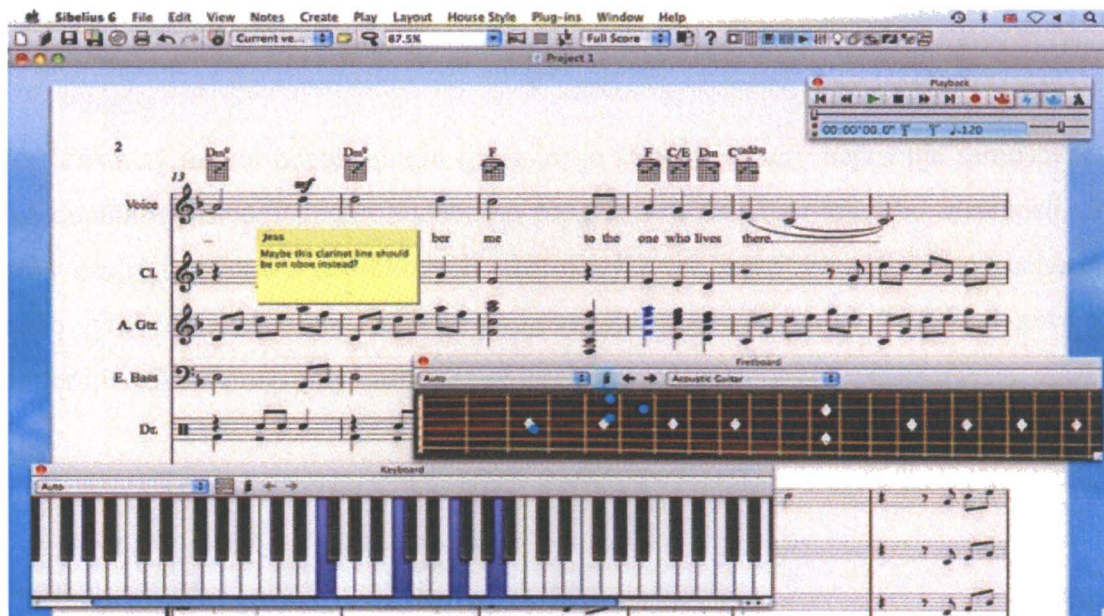 Sibelius 6 File Edit View Notes Create Play Layout House Style Plug-ins Window Help
Current ve... 87.5% Full Score ?
Project 1
Playback
00:00'00.0" ♩=120
2
Dm⁹ Dm⁹ F F C/E Dm
13
mf
Voice
ber me to the one who lives there.
Jess
Maybe this clarinet line should
be on oboe instead?
Cl.
A. Gtr.
E. Bass
Fretboard
Auto Acoustic Guitar
Dr.
Keyboard
Auto